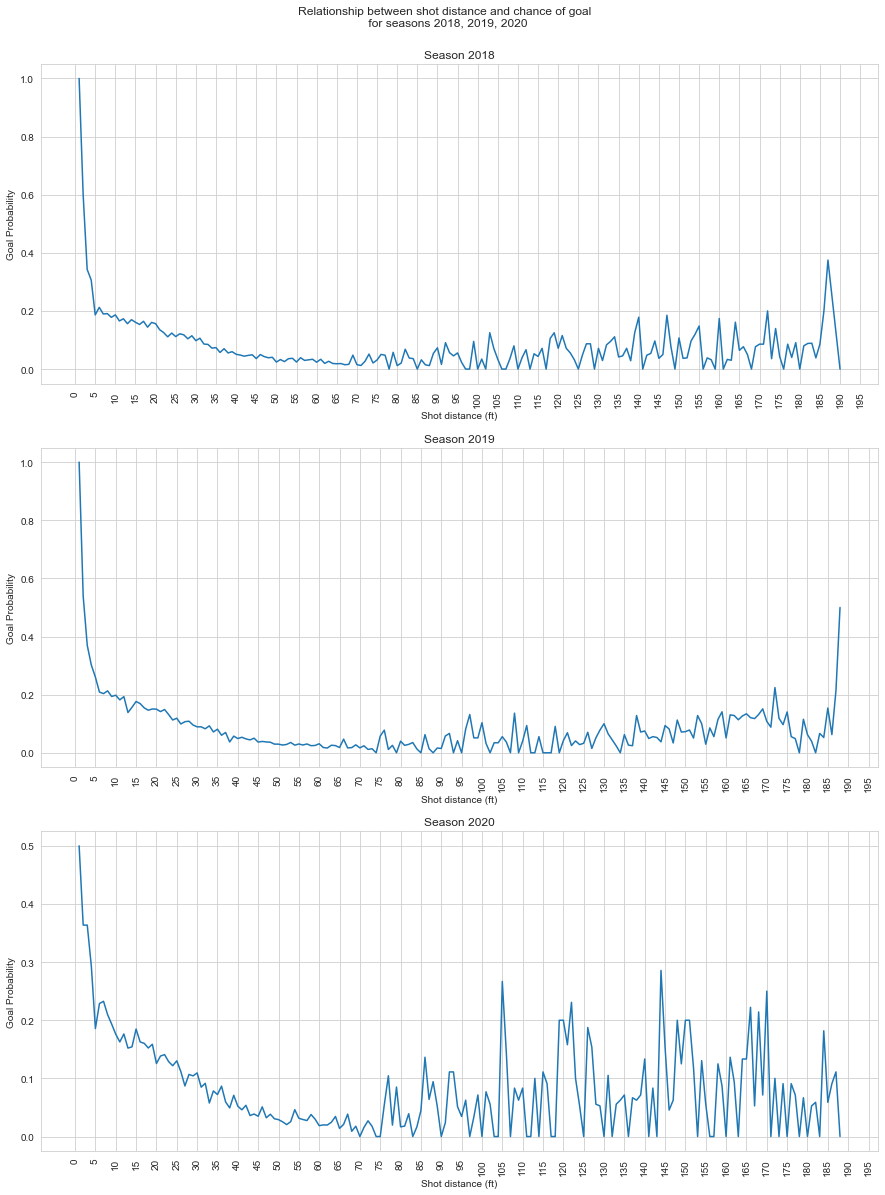 Relationship between shot distance and chance of goal
for seasons 2018, 2019, 2020
Season 2018
Goal Probability
1.0
0.8
0.6
0.4
0.2
0.0
0 5 10 15 20 25 30 35 40 45 50 55 60 65 70 75 80 85 90 95 100 105 110 115 120 125 130 135 140 145 150 155 160 165 170 175 180 185 190 195
Shot distance (ft)
Season 2019
Goal Probability
1.0
0.8
0.6
0.4
0.2
0.0
0 5 10 15 20 25 30 35 40 45 50 55 60 65 70 75 80 85 90 95 100 105 110 115 120 125 130 135 140 145 150 155 160 165 170 175 180 185 190 195
Shot distance (ft)
Season 2020
Goal Probability
0.5
0.4
0.3
0.2
0.1
0.0
0 5 10 15 20 25 30 35 40 45 50 55 60 65 70 75 80 85 90 95 100 105 110 115 120 125 130 135 140 145 150 155 160 165 170 175 180 185 190 195
Shot distance (ft)